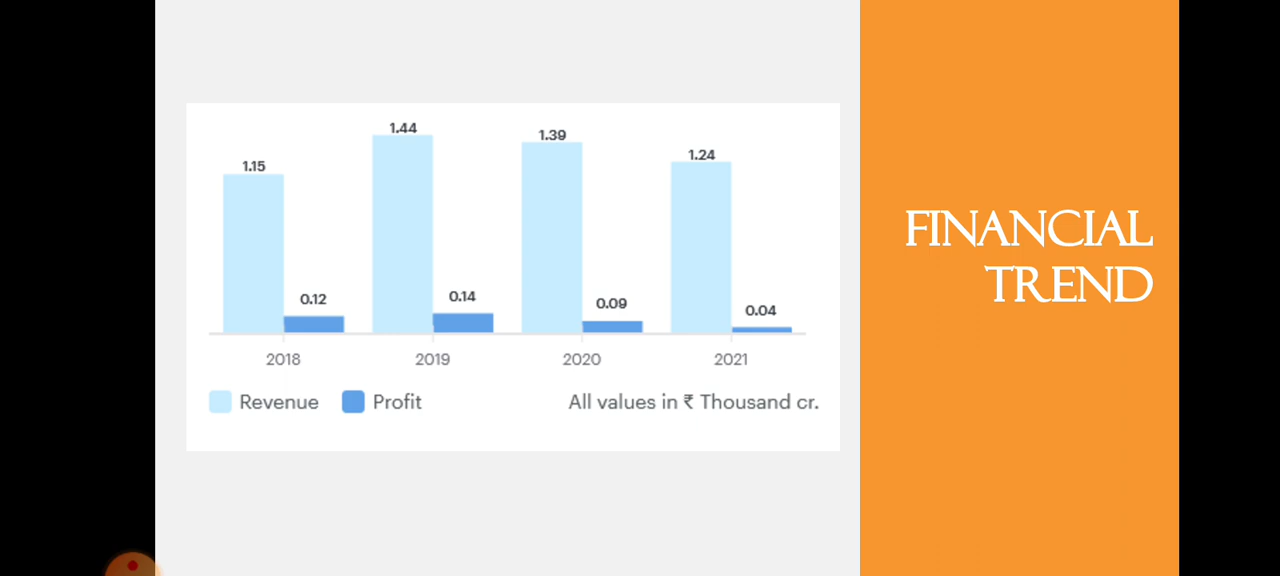 1.15
0.12
1.44
0.14
1.39
0.09
1.24
0.04
2018
2019
2020
2021
Revenue
Profit
All values in ₹ Thousand cr.
FINANCIAL
TREND